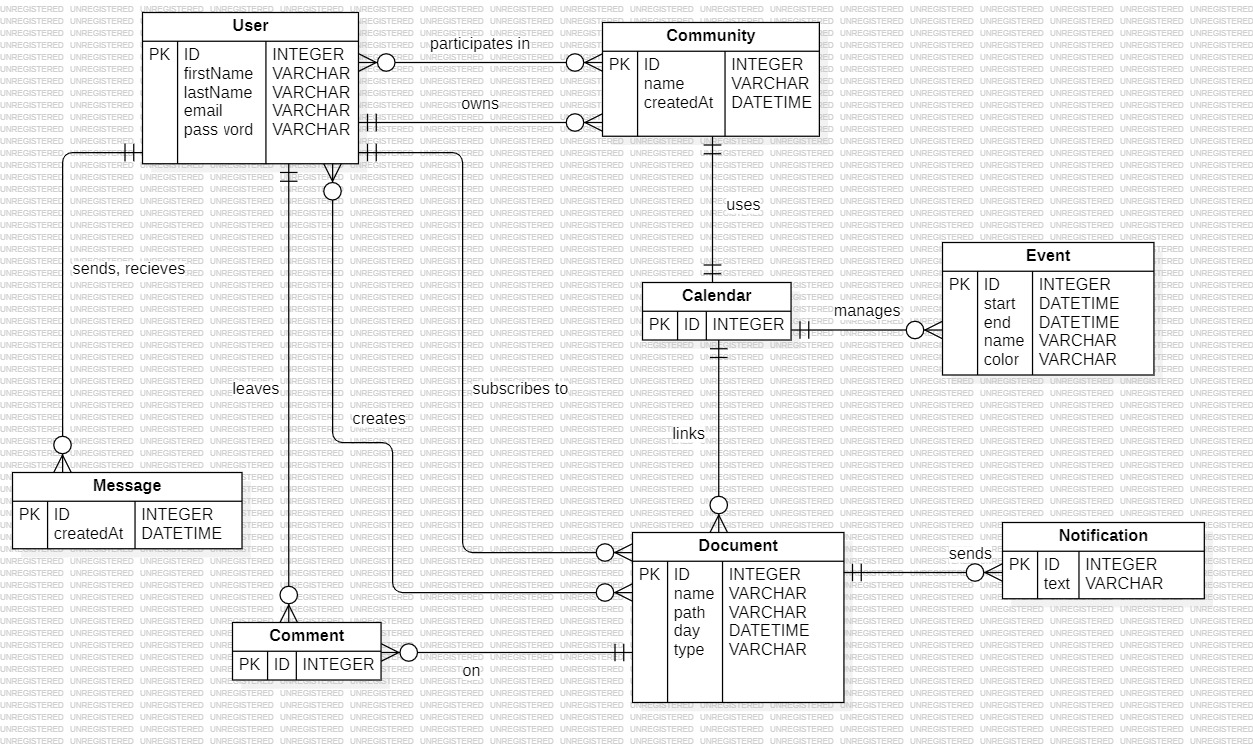 UNREGISTERED
User
PK ID INTEGER
firstName VARCHAR
lastName VARCHAR
email VARCHAR
pass vord VARCHAR
participates in
owns
Community
PK ID INTEGER
name VARCHAR
createdAt DATETIME
uses
sends, recieves
Calendar
PK ID INTEGER
manages
Event
PK ID INTEGER
start DATETIME
end DATETIME
name VARCHAR
color VARCHAR
leaves
creates
subscribes to
links
Message
PK ID INTEGER
createdAt DATETIME
Document
PK ID INTEGER
name VARCHAR
path VARCHAR
day DATETIME
type VARCHAR
sends
Notification
PK ID INTEGER
text VARCHAR
Comment
PK ID INTEGER
on